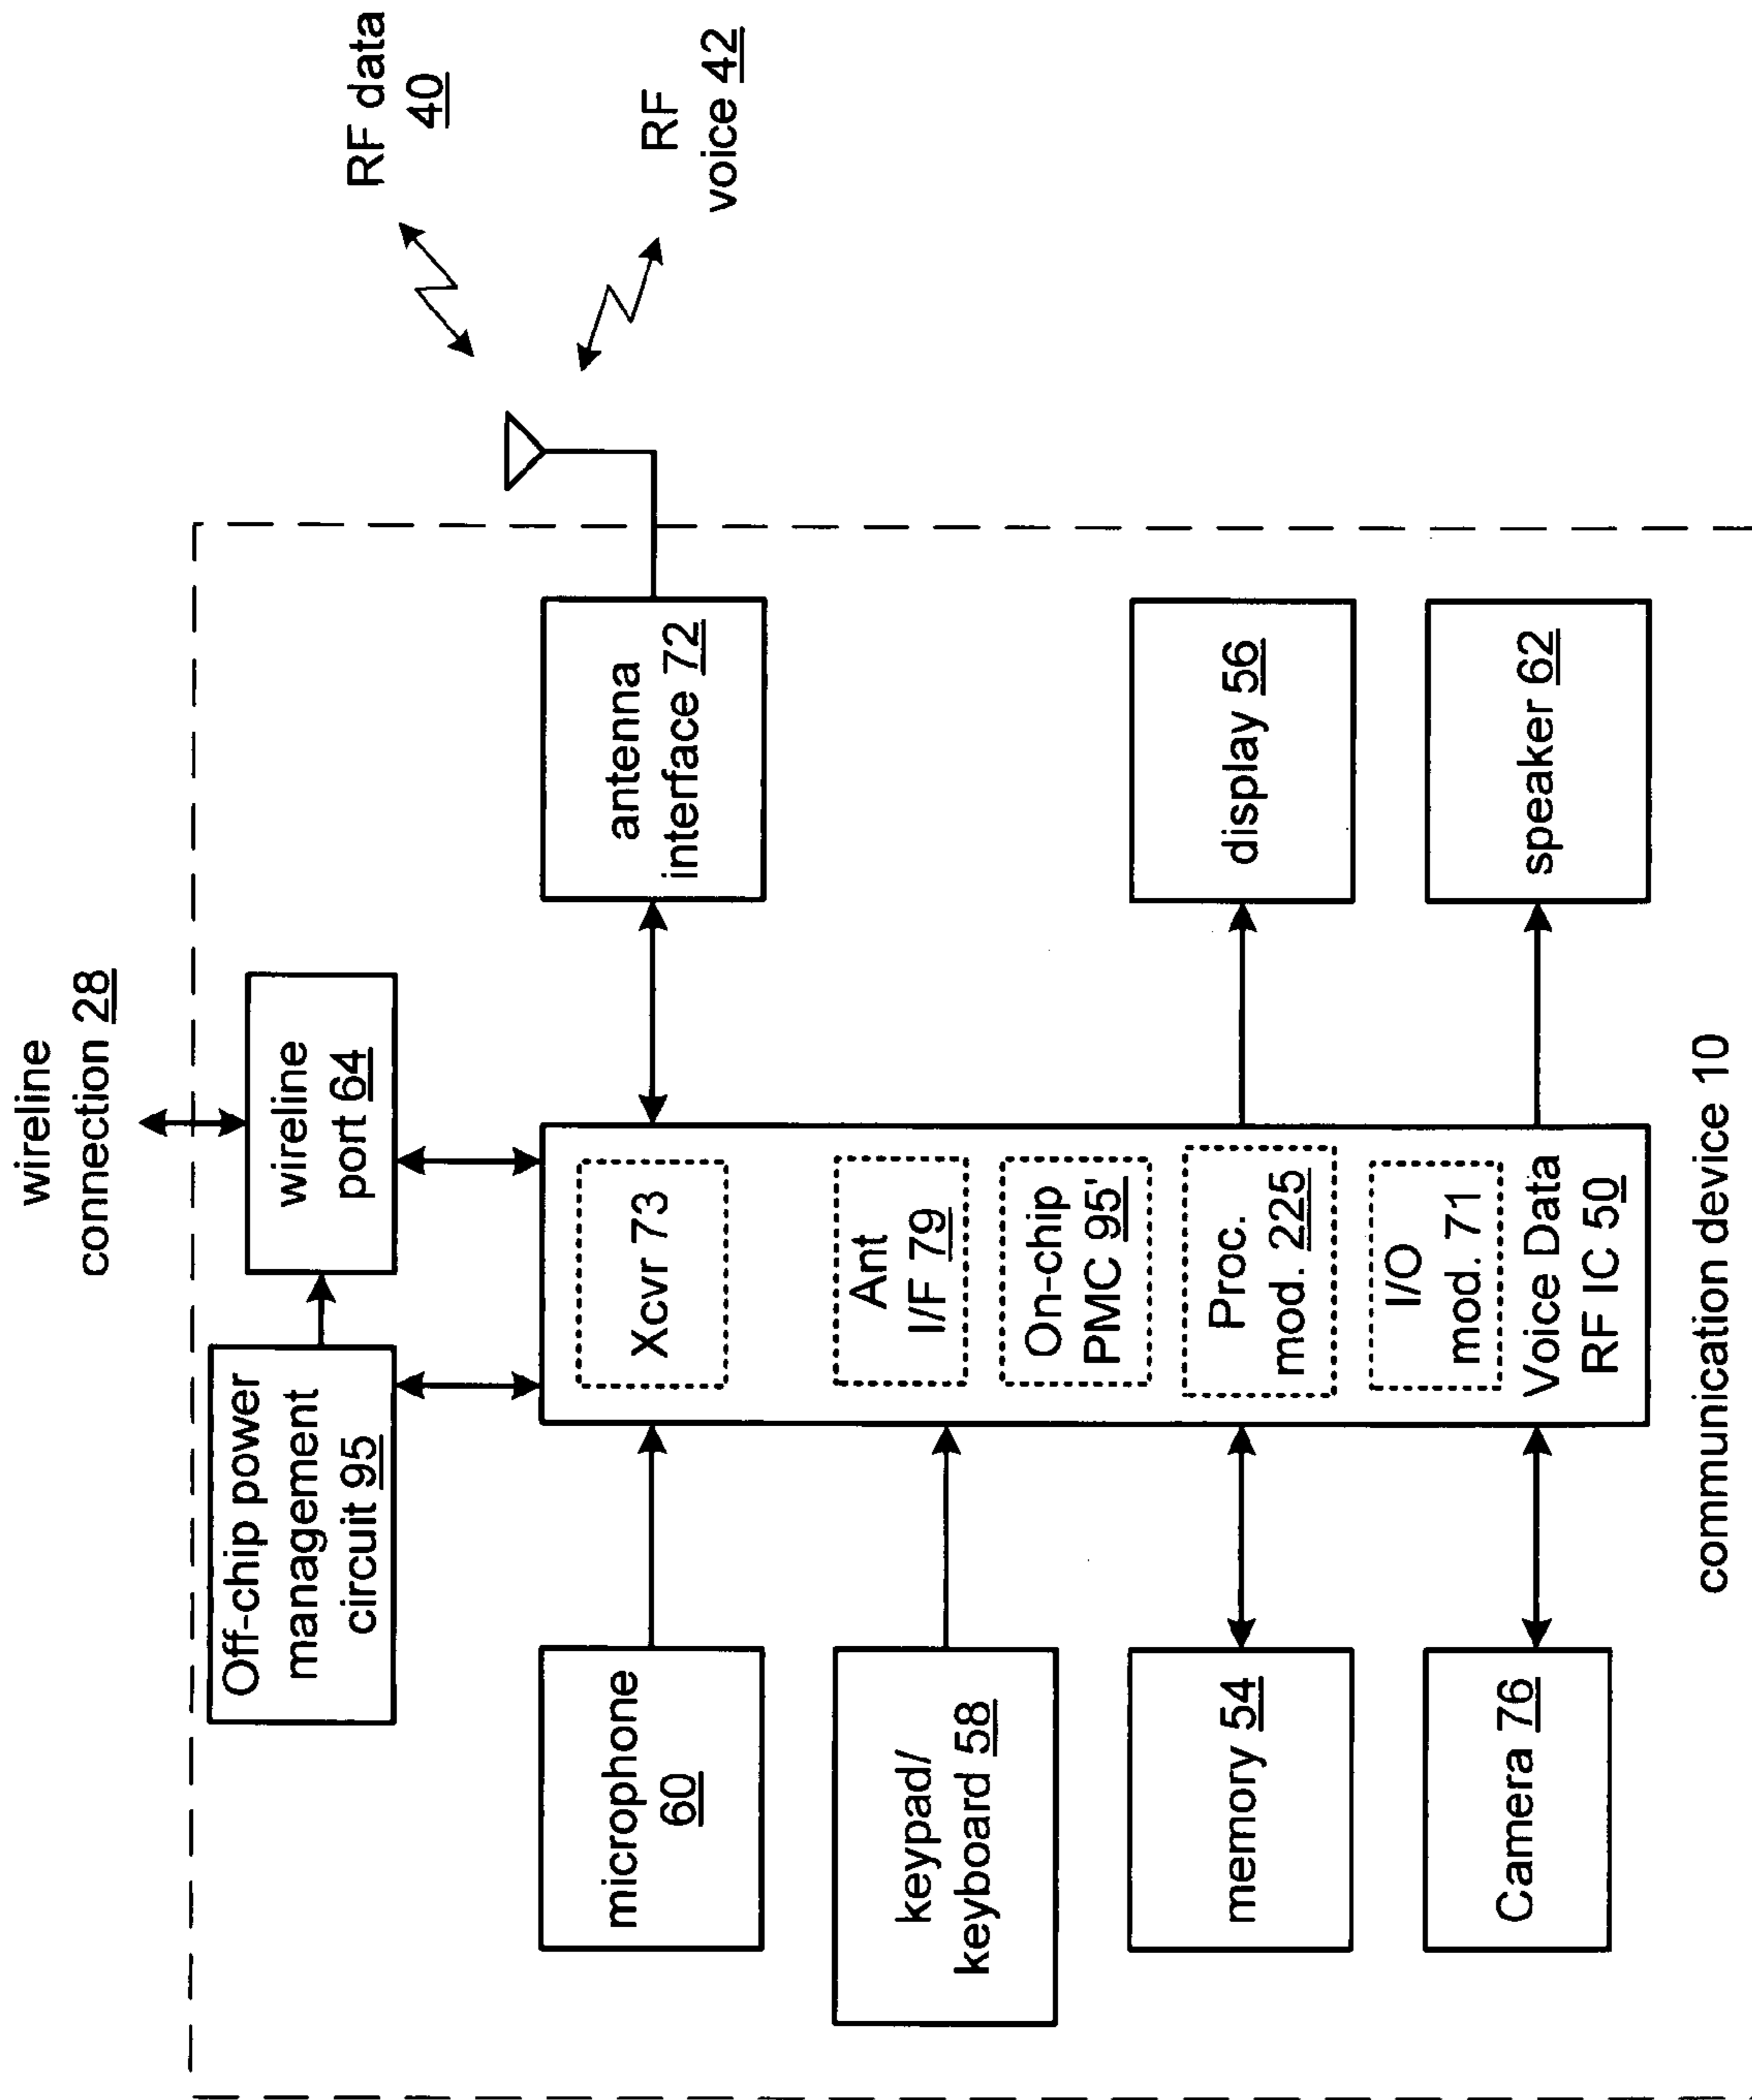 wireline
connection 28
RF data
40
RF
voice 42
Off-chip power
management
circuit 95
wireline
port 64
microphone
60
keypad/
keyboard 58
memory 54
Camera 76
Xcvr 73
Ant
I/F 79
On-chip
PMC 95'
Proc.
mod. 225
I/O
mod. 71
Voice Data
RF IC 50
antenna
interface 72
display 56
speaker 62
communication device 10